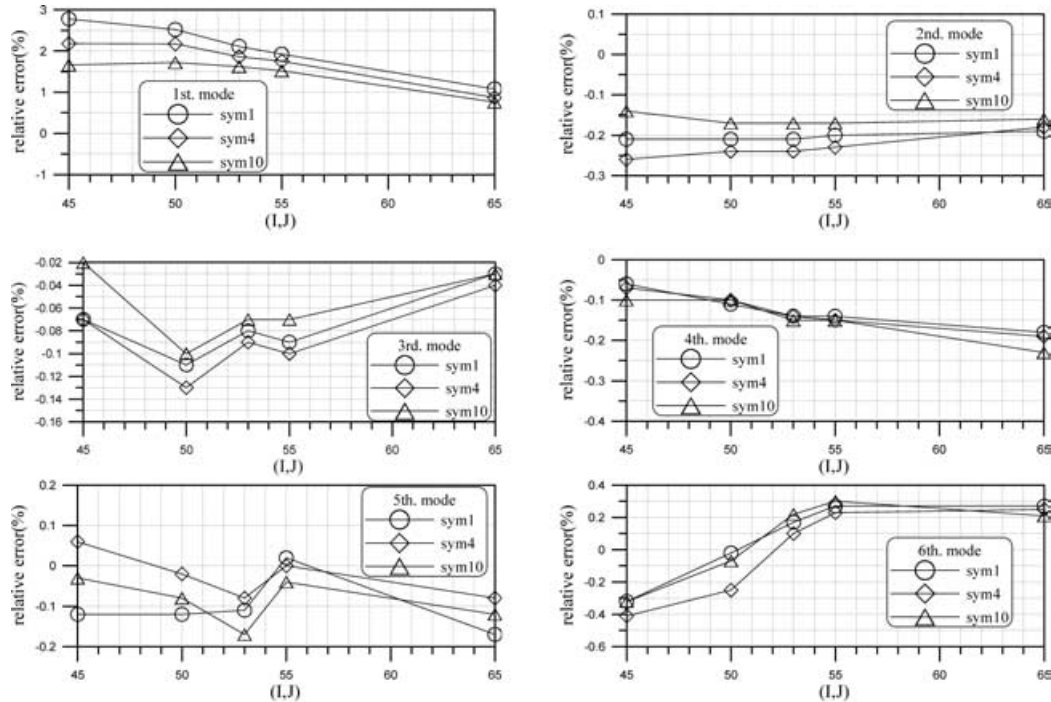 relative error(%)
3
2
1
0
-1
1st. mode
sym1
sym4
sym10
45
50
55
60
65
(I,J)
relative error(%)
0.1
0
-0.1
-0.2
-0.3
2nd. mode
sym1
sym4
sym10
45
50
55
60
65
(I,J)
relative error(%)
-0.02
-0.04
-0.06
-0.08
-0.1
-0.12
-0.14
-0.16
3rd. mode
sym1
sym4
sym10
45
50
55
60
65
(I,J)
relative error(%)
0
-0.1
-0.2
-0.3
-0.4
4th. mode
sym1
sym4
sym10
45
50
55
60
65
(I,J)
relative error(%)
0.2
0.1
0
-0.1
-0.2
5th. mode
sym1
sym4
sym10
45
50
55
60
65
(I,J)
relative error(%)
0.4
0.2
0
-0.2
-0.4
-0.6
6th. mode
sym1
sym4
sym10
45
50
55
60
65
(I,J)